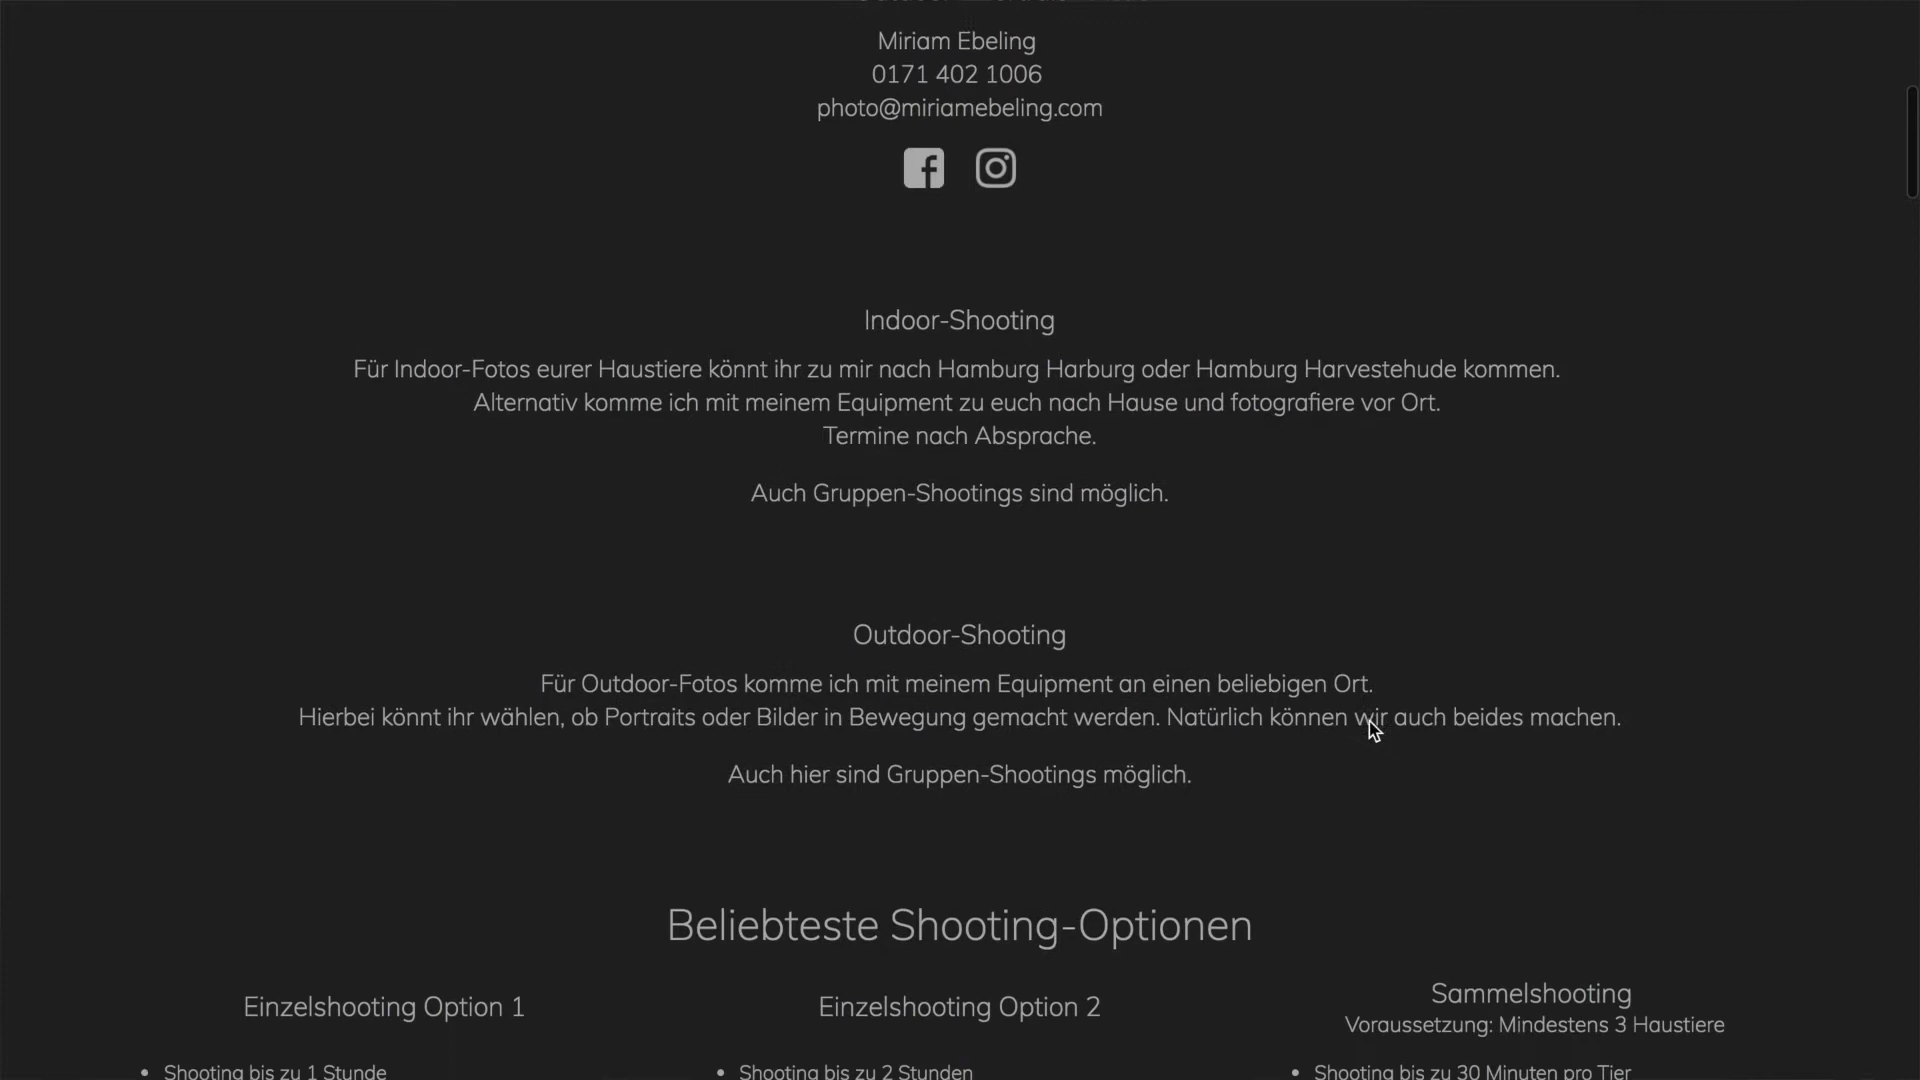 Miriam Ebeling
0171 402 1006
photo@miriamebeling.com
Indoor-Shooting
Für Indoor-Fotos eurer Haustiere könnt ihr zu mir nach Hamburg Harburg oder Hamburg Harvestehude kommen.
Alternativ komme ich mit meinem Equipment zu euch nach Hause und fotografiere vor Ort.
Termine nach Absprache.
Auch Gruppen-Shootings sind möglich.
Outdoor-Shooting
Für Outdoor-Fotos komme ich mit meinem Equipment an einen beliebigen Ort.
Hierbei könnt ihr wählen, ob Portraits oder Bilder in Bewegung gemacht werden. Natürlich können wir auch beides machen.
Auch hier sind Gruppen-Shootings möglich.
Beliebteste Shooting-Optionen
Einzelshooting Option 1
Einzelshooting Option 2
Sammelshooting
Voraussetzung: Mindestens 3 Haustiere
• Shooting bis zu 1 Stunde
• Shooting bis zu 2 Stunden
• Shooting bis zu 30 Minuten pro Tier